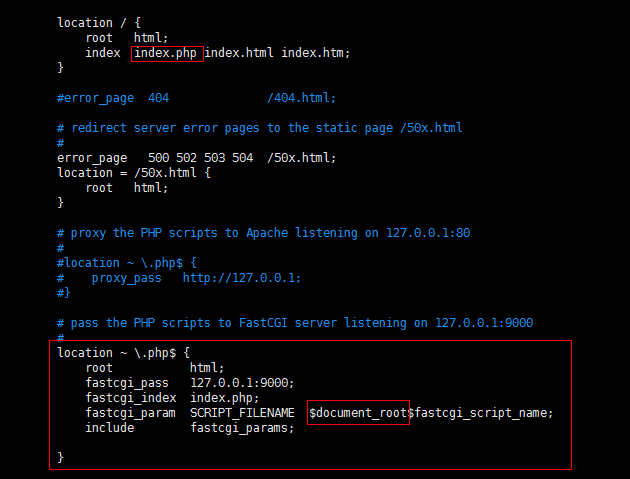 location / {
    root   html;
    index  index.php index.html index.htm;
}
#error_page  404              /404.html;
# redirect server error pages to the static page /50x.html
#
error_page   500 502 503 504  /50x.html;
location = /50x.html {
    root   html;
}
# proxy the PHP scripts to Apache listening on 127.0.0.1:80
#
#location ~ \.php$ {
#    proxy_pass   http://127.0.0.1;
#}
# pass the PHP scripts to FastCGI server listening on 127.0.0.1:9000
#
location ~ \.php$ {
    root           html;
    fastcgi_pass   127.0.0.1:9000;
    fastcgi_index  index.php;
    fastcgi_param  SCRIPT_FILENAME  $document_root$fastcgi_script_name;
    include        fastcgi_params;
}